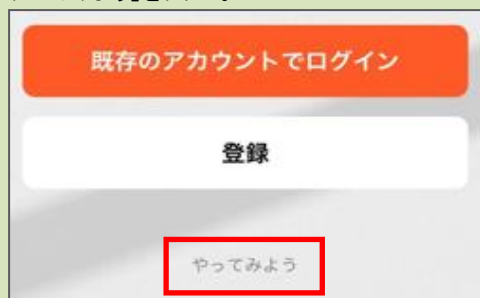 既存のアカウントでログイン
登録
やってみよう